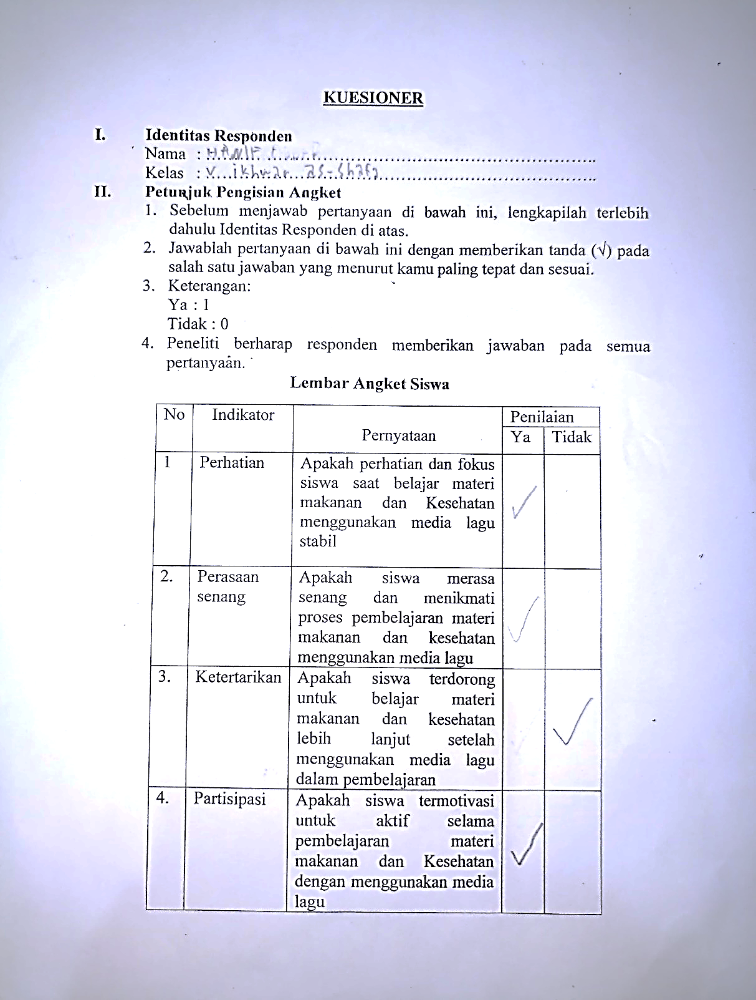 KUESIONER
I. Identitas Responden
Nama : HANIF
Kelas : V ikhwar as-Shafa
II. Petunjuk Pengisian Angket
1. Sebelum menjawab pertanyaan di bawah ini, lengkapilah terlebih
dahulu Identitas Responden di atas.
2. Jawablah pertanyaan di bawah ini dengan memberikan tanda (√) pada
salah satu jawaban yang menurut kamu paling tepat dan sesuai.
3. Keterangan:
Ya : 1
Tidak : 0
4. Peneliti berharap responden memberikan jawaban pada semua
pertanyaan.
Lembar Angket Siswa
No Indikator Pernyataan Penilaian
Ya Tidak
1 Perhatian Apakah perhatian dan fokus
siswa saat belajar materi
makanan dan Kesehatan
menggunakan media lagu
stabil
✓
2. Perasaan senang Apakah siswa merasa
senang dan menikmati
proses pembelajaran materi
makanan dan kesehatan
menggunakan media lagu
✓
3. Ketertarikan Apakah siswa terdorong
untuk belajar materi
makanan dan kesehatan
lebih lanjut setelah
menggunakan media lagu
dalam pembelajaran
✓
4. Partisipasi Apakah siswa termotivasi
untuk aktif selama
pembelajaran materi
makanan dan Kesehatan
dengan menggunakan media
lagu
✓